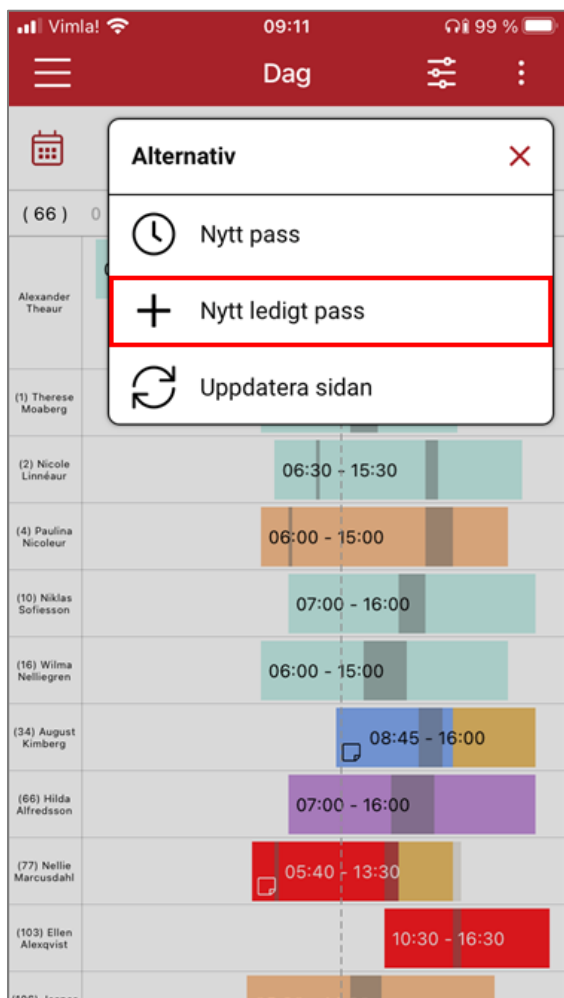 Vimla! 09:11 99 %
Dag
Alternativ
( 66 ) 0
Nytt pass
Nytt ledigt pass
Uppdatera sidan
Alexander
Theaur
(1) Therese
Moaberg
(2) Nicole
Linnéaur
06:30 - 15:30
(4) Paulina
Nicoleur
06:00 - 15:00
(10) Niklas
Sofiesson
07:00 - 16:00
(16) Wilma
Nelliegren
06:00 - 15:00
(34) August
Kimberg
08:45 - 16:00
(66) Hilda
Alfredsson
07:00 - 16:00
(77) Nellie
Marcusdahl
05:40 - 13:30
(103) Ellen
Alexqvist
10:30 - 16:30